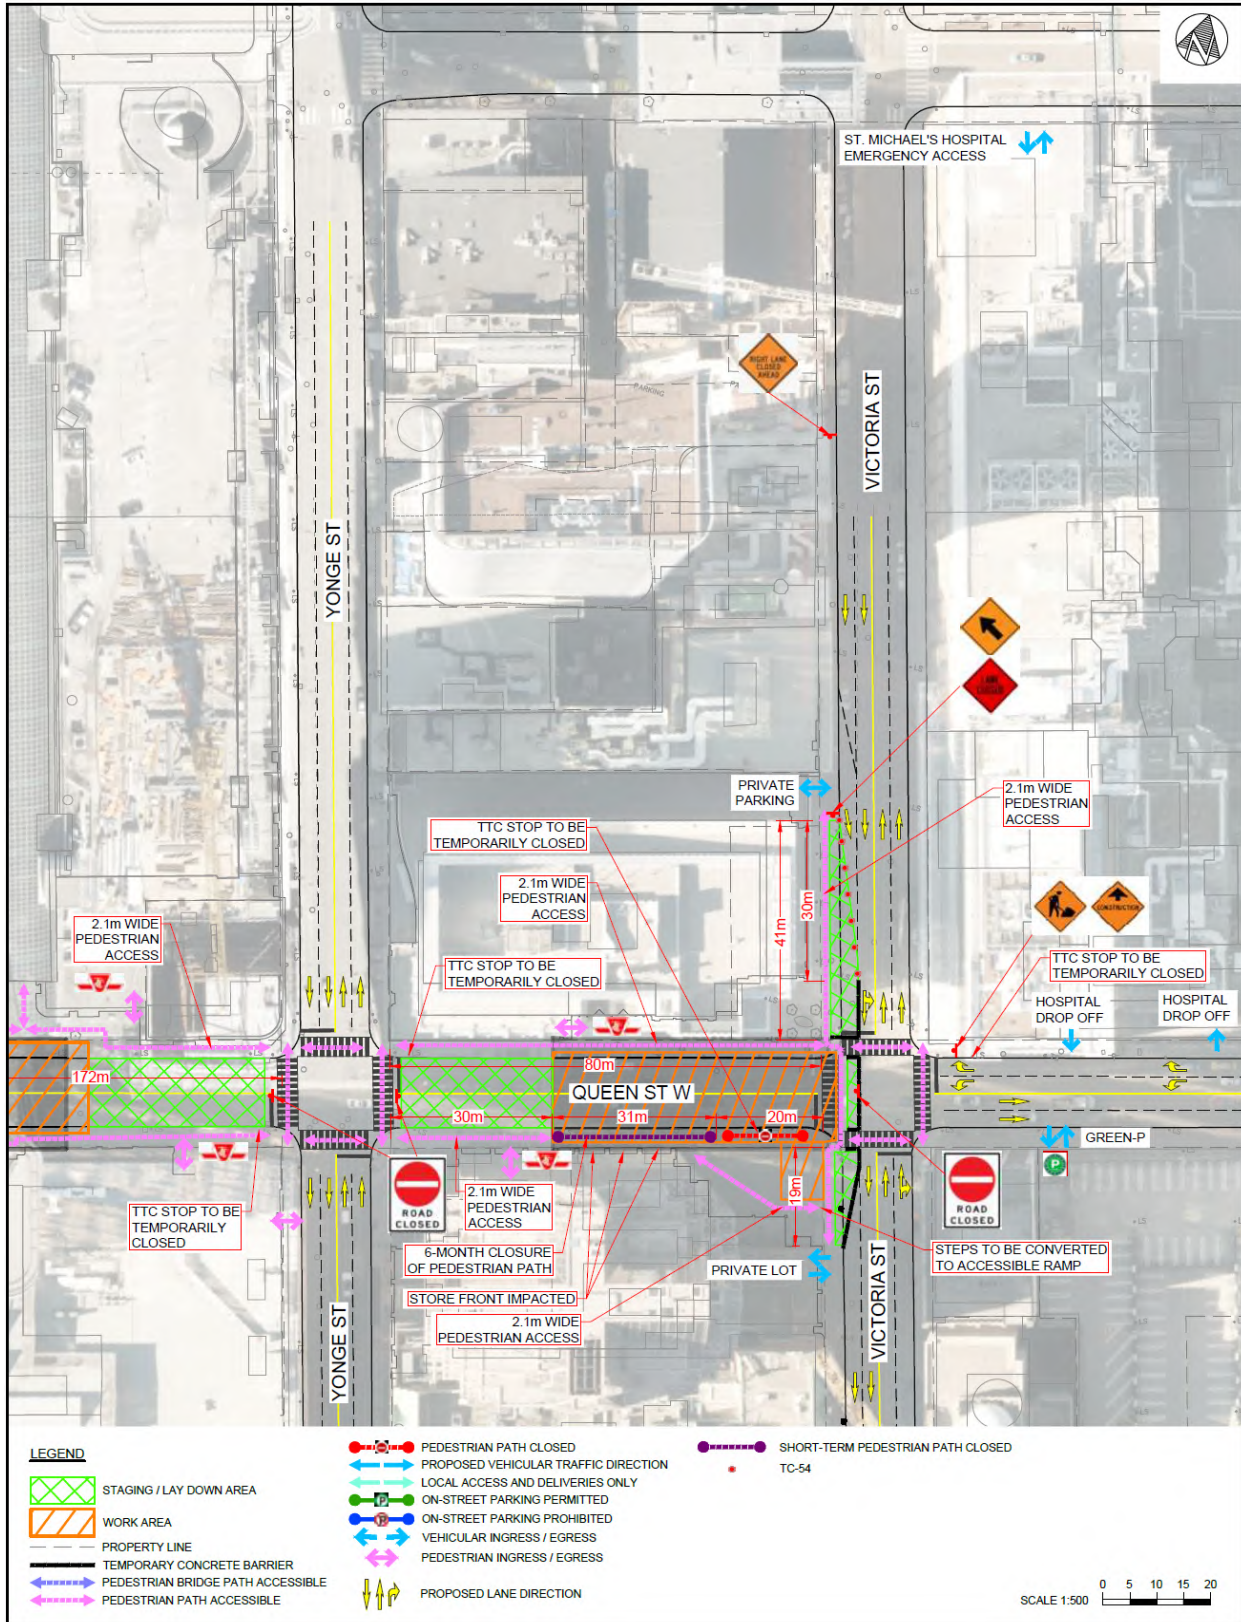 ST. MICHAEL'S HOSPITAL
EMERGENCY ACCESS
RIGHT LANE
CLOSED
AHEAD
PARKING
VICTORIA ST
YONGE ST
LANE
CLOSED
PRIVATE
PARKING
2.1m WIDE
PEDESTRIAN
ACCESS
TTC STOP TO BE
TEMPORARILY CLOSED
2.1m WIDE
PEDESTRIAN
ACCESS
30m
41m
CONSTRUCTION
2.1m WIDE
PEDESTRIAN
ACCESS
TTC STOP TO BE
TEMPORARILY CLOSED
TTC STOP TO BE
TEMPORARILY CLOSED
HOSPITAL
DROP OFF
HOSPITAL
DROP OFF
172m
80m
QUEEN ST W
30m
31m
20m
GREEN-P
P
19m
ROAD
CLOSED
ROAD
CLOSED
2.1m WIDE
PEDESTRIAN
ACCESS
TTC STOP TO BE
TEMPORARILY
CLOSED
6-MONTH CLOSURE
OF PEDESTRIAN PATH
PRIVATE LOT
STEPS TO BE CONVERTED
TO ACCESSIBLE RAMP
STORE FRONT IMPACTED
2.1m WIDE
PEDESTRIAN ACCESS
YONGE ST
VICTORIA ST
LEGEND
STAGING / LAY DOWN AREA
WORK AREA
PROPERTY LINE
TEMPORARY CONCRETE BARRIER
PEDESTRIAN BRIDGE PATH ACCESSIBLE
PEDESTRIAN PATH ACCESSIBLE
PEDESTRIAN PATH CLOSED
PROPOSED VEHICULAR TRAFFIC DIRECTION
LOCAL ACCESS AND DELIVERIES ONLY
P ON-STREET PARKING PERMITTED
P ON-STREET PARKING PROHIBITED
VEHICULAR INGRESS / EGRESS
PEDESTRIAN INGRESS / EGRESS
PROPOSED LANE DIRECTION
SHORT-TERM PEDESTRIAN PATH CLOSED
TC-54
SCALE 1:500
0 5 10 15 20